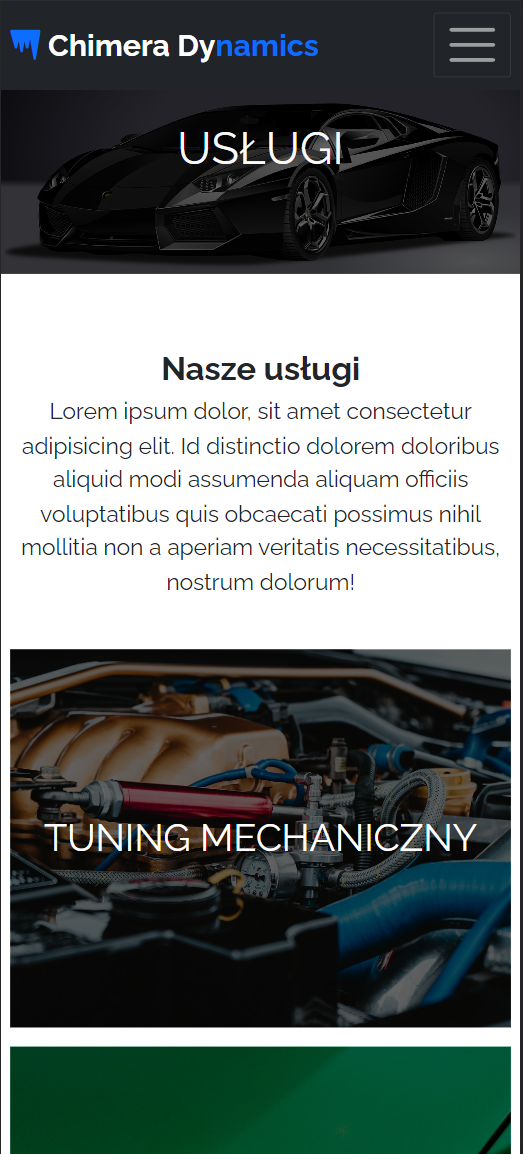 Chimera Dynamics
USŁUGI
Nasze usługi
Lorem ipsum dolor, sit amet consectetur
adipisicing elit. Id distinctio dolorem doloribus
aliquid modi assumenda aliquam officiis
voluptatibus quis obcaecati possimus nihil
mollitia non a aperiam veritatis necessitatibus,
nostrum dolorum!
TUNING MECHANICZNY